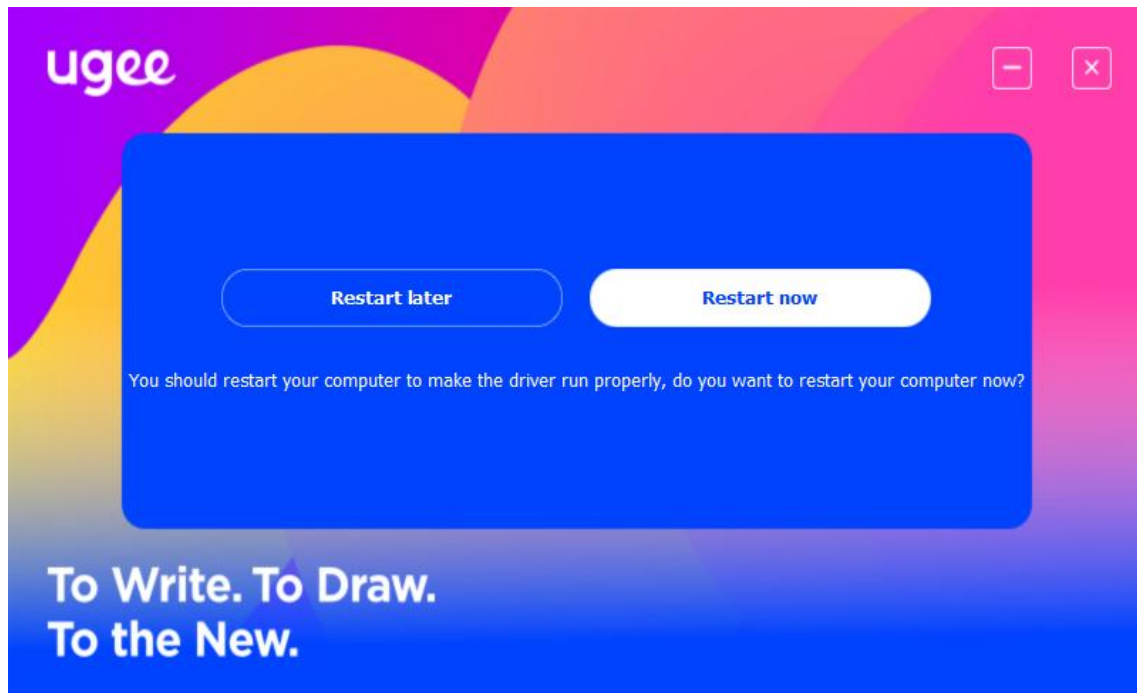 ugee
Restart later
Restart now
You should restart your computer to make the driver run properly, do you want to restart your computer now?
To Write. To Draw.
To the New.